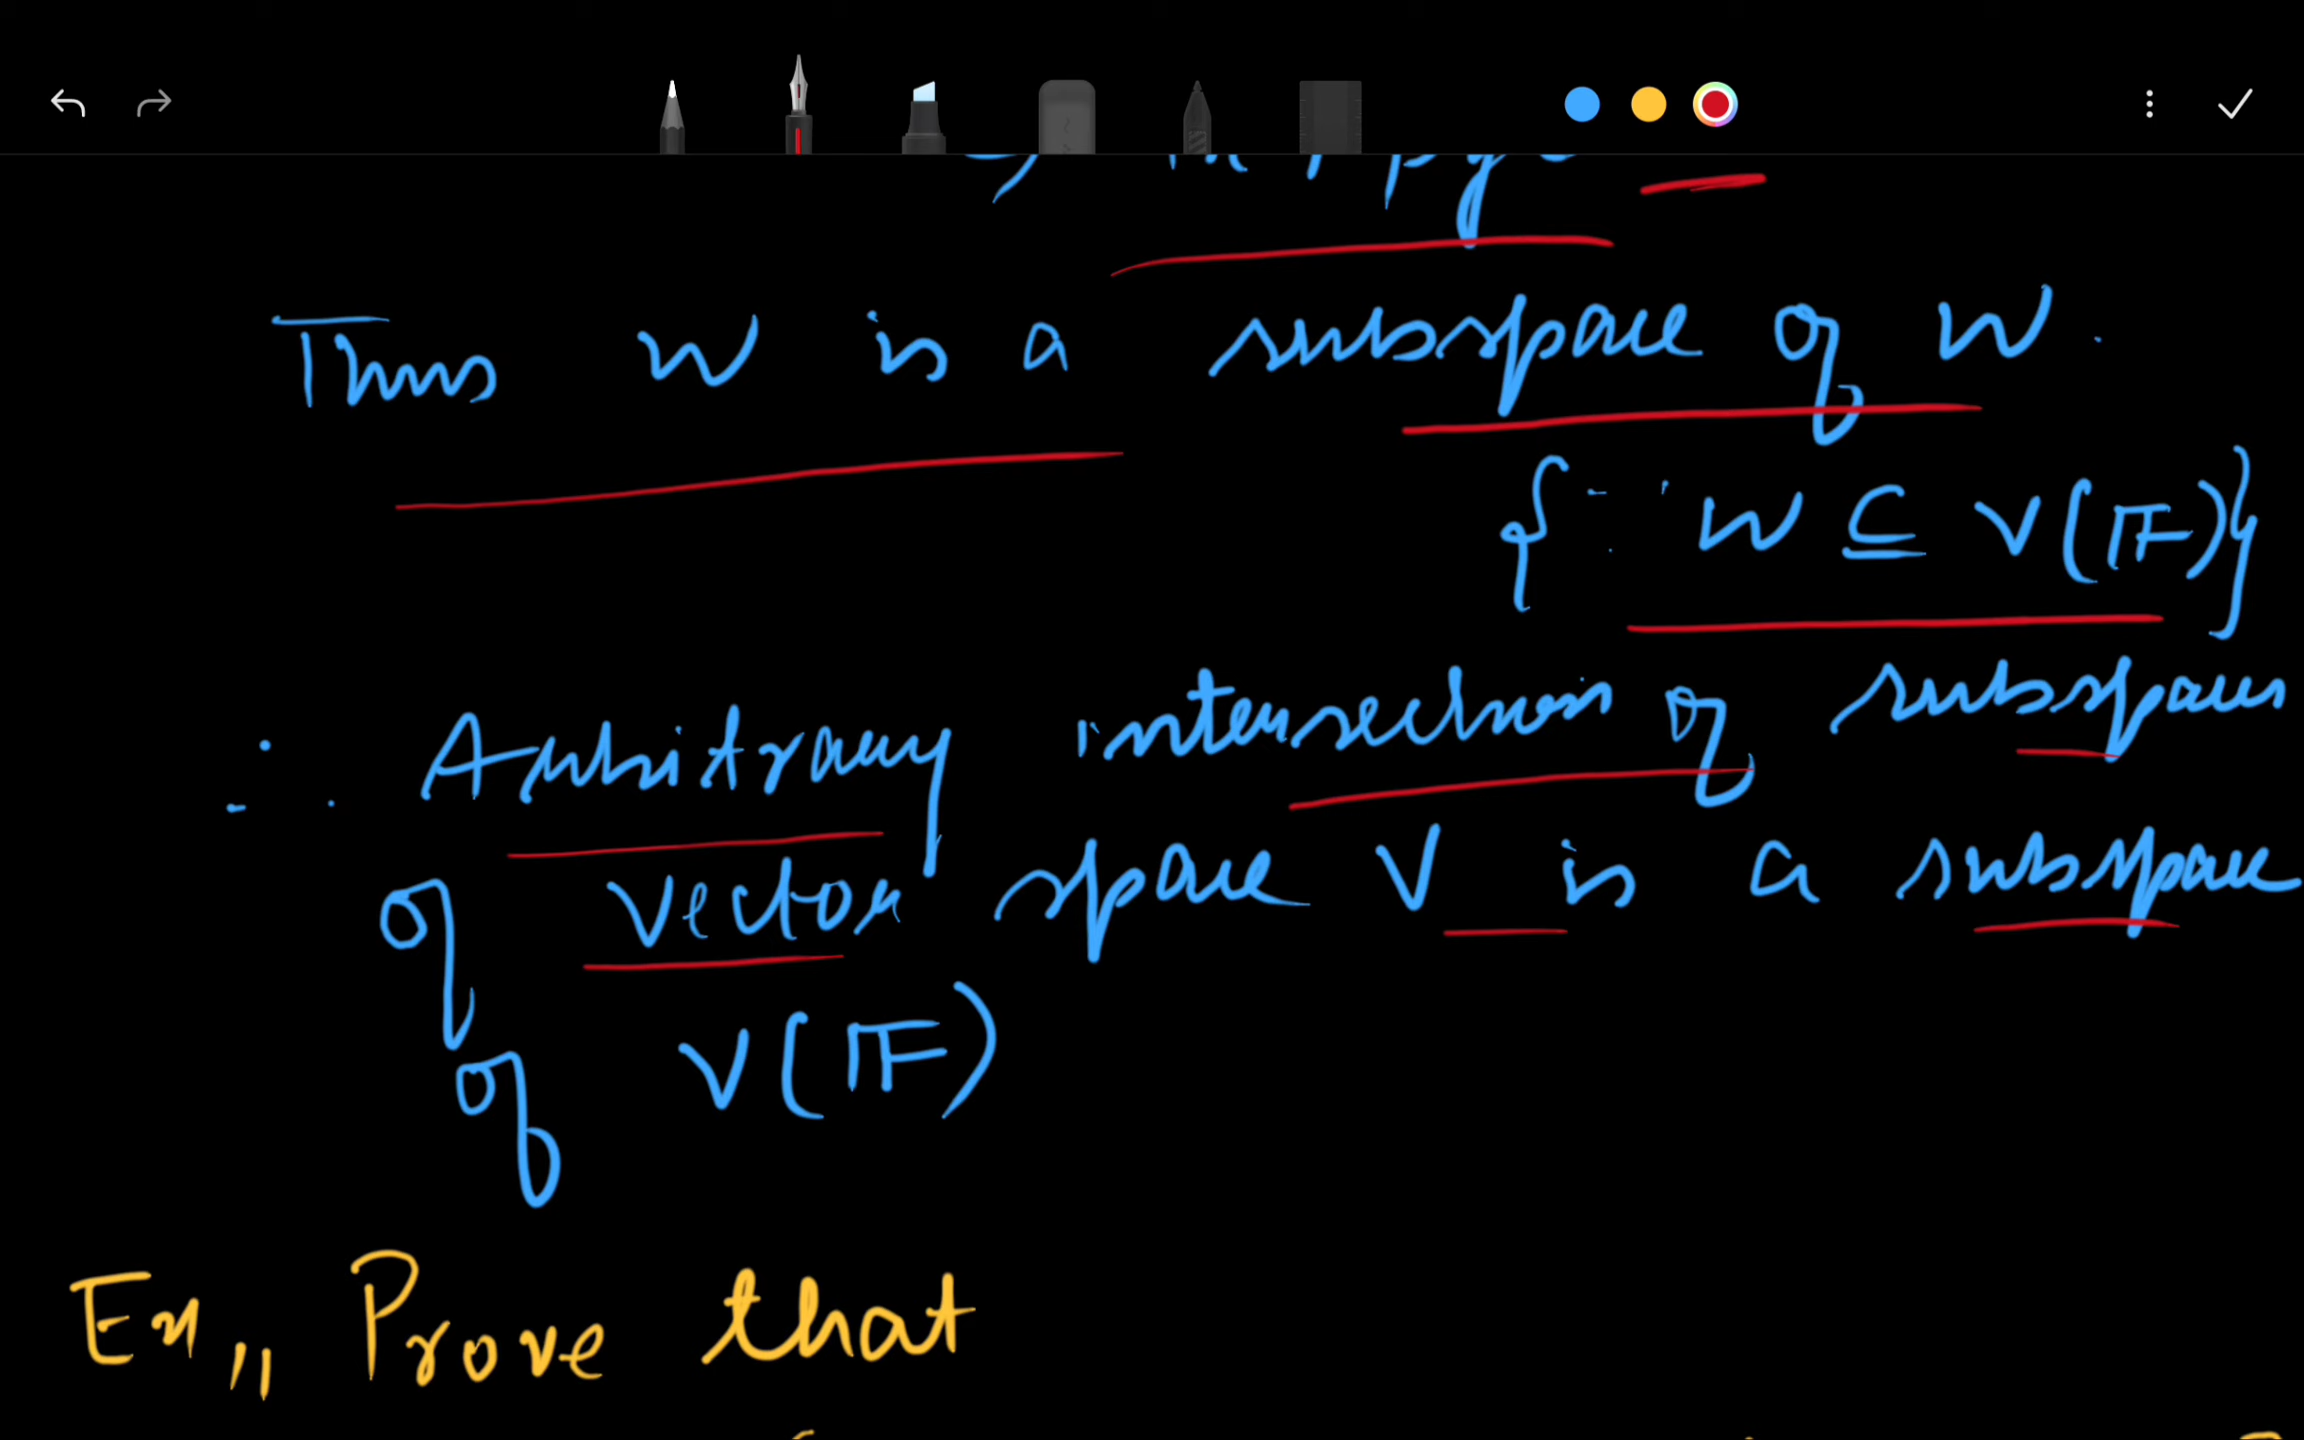 Thus W is a subspace of W.
{∵ W ⊆ V(𝔽)}
∴ Arbitrary intersection of subspaces
of vector space V is a subspace
of V(𝔽)
Ex,, Prove that